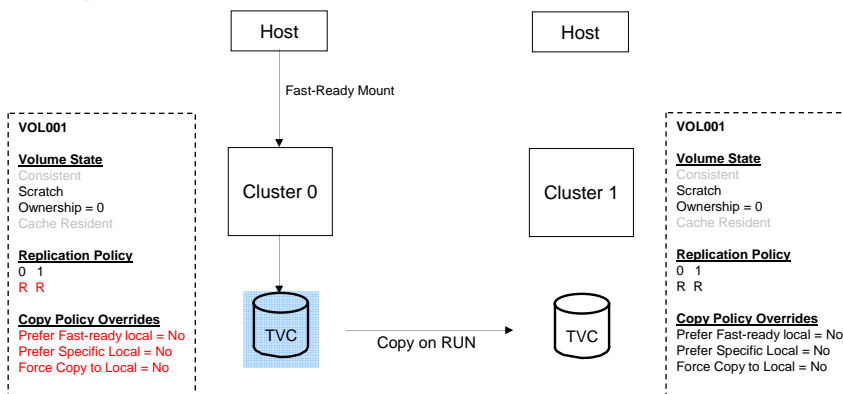 Host
Host
Fast-Ready Mount
VOL001
Volume State
Consistent
Scratch
Ownership = 0
Cache Resident
Replication Policy
0 1
R R
Copy Policy Overrides
Prefer Fast-ready local = No
Prefer Specific Local = No
Force Copy to Local = No
Cluster 0
TVC
Copy on RUN
Cluster 1
TVC
VOL001
Volume State
Consistent
Scratch
Ownership = 0
Cache Resident
Replication Policy
0 1
R R
Copy Policy Overrides
Prefer Fast-ready local = No
Prefer Specific Local = No
Force Copy to Local = No